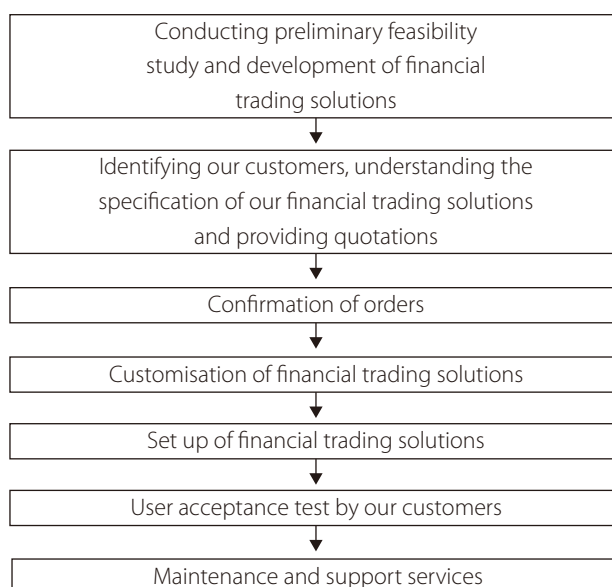 Conducting preliminary feasibility
study and development of financial
trading solutions
Identifying our customers, understanding the
specification of our financial trading solutions
and providing quotations
Confirmation of orders
Customisation of financial trading solutions
Set up of financial trading solutions
User acceptance test by our customers
Maintenance and support services